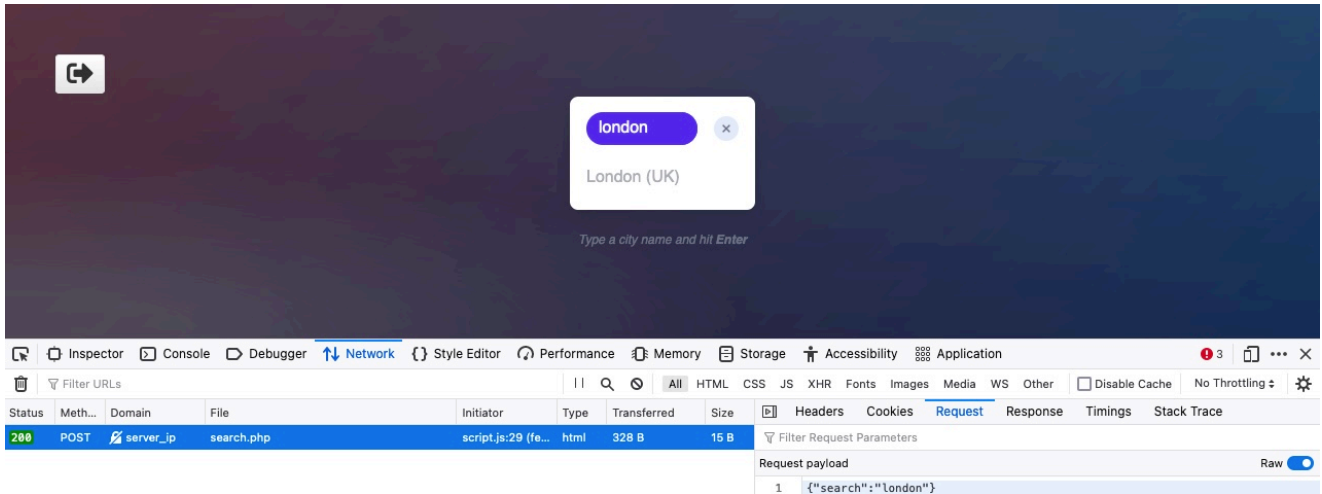 london
London (UK)
Type a city name and hit Enter
Inspector Console Debugger Network {} Style Editor Performance Memory Storage Accessibility Application 3
Filter URLs All HTML CSS JS XHR Fonts Images Media WS Other Disable Cache No Throttling
Status Meth... Domain File Initiator Type Transferred Size Headers Cookies Request Response Timings Stack Trace
200 POST server_ip search.php script.js:29 (fe... html 328 B 15 B Filter Request Parameters
Request payload Raw
1 {"search":"london"}